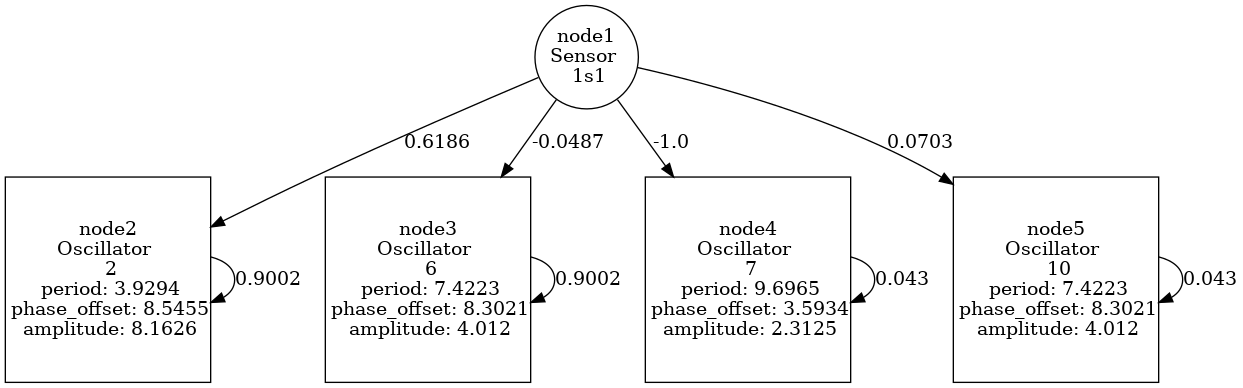 node1
Sensor
1s1
0.6186
-0.0487
-1.0
0.0703
node2
Oscillator
2
period: 3.9294
phase_offset: 8.5455
amplitude: 8.1626
0.9002
node3
Oscillator
6
period: 7.4223
phase_offset: 8.3021
amplitude: 4.012
0.9002
node4
Oscillator
7
period: 9.6965
phase_offset: 3.5934
amplitude: 2.3125
0.043
node5
Oscillator
10
period: 7.4223
phase_offset: 8.3021
amplitude: 4.012
0.043